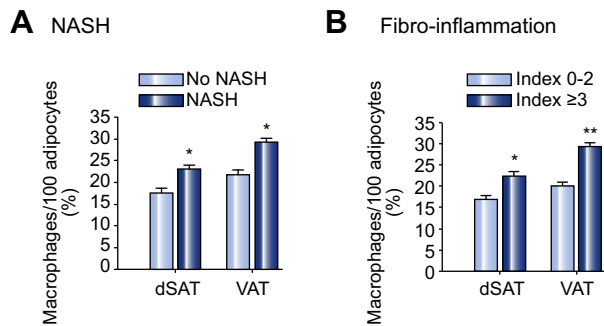 A NASH
No NASH
NASH
Macrophages/100 adipocytes
(%)
35
30
25
20
15
10
5
0
*
*
dSAT VAT
B Fibro-inflammation
Index 0-2
Index ≥3
Macrophages/100 adipocytes
(%)
35
30
25
20
15
10
5
0
*
**
dSAT VAT